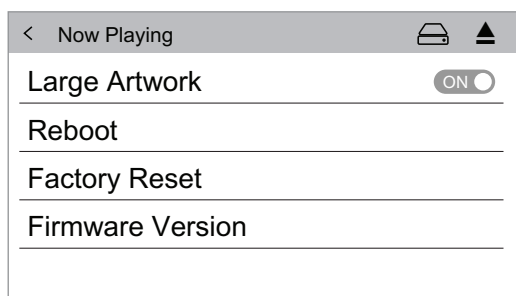 < Now Playing
Large Artwork ON
Reboot
Factory Reset
Firmware Version